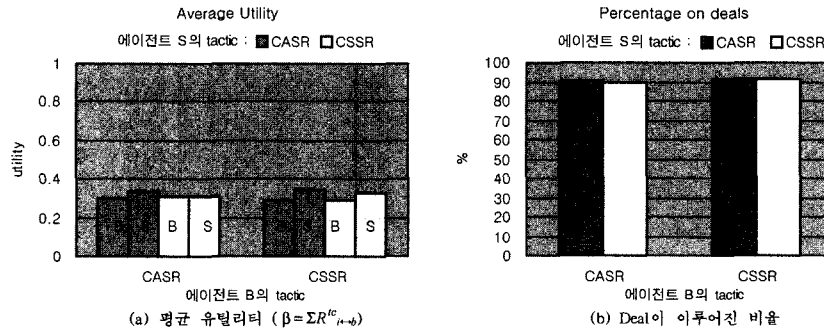 Average Utility
에이전트 S의 tactic : CASR CSSR
1
0.8
0.6
0.4
0.2
0
utility
B S B S
CASR CSSR
에이전트 B의 tactic
(a) 평균 유틸리티 (β=ΣR^{tc}_{i↔b})
Percentage on deals
에이전트 S의 tactic : CASR CSSR
100
90
80
70
60
50
40
30
20
10
0
%
CASR CSSR
에이전트 B의 tactic
(b) Deal이 이루어진 비율